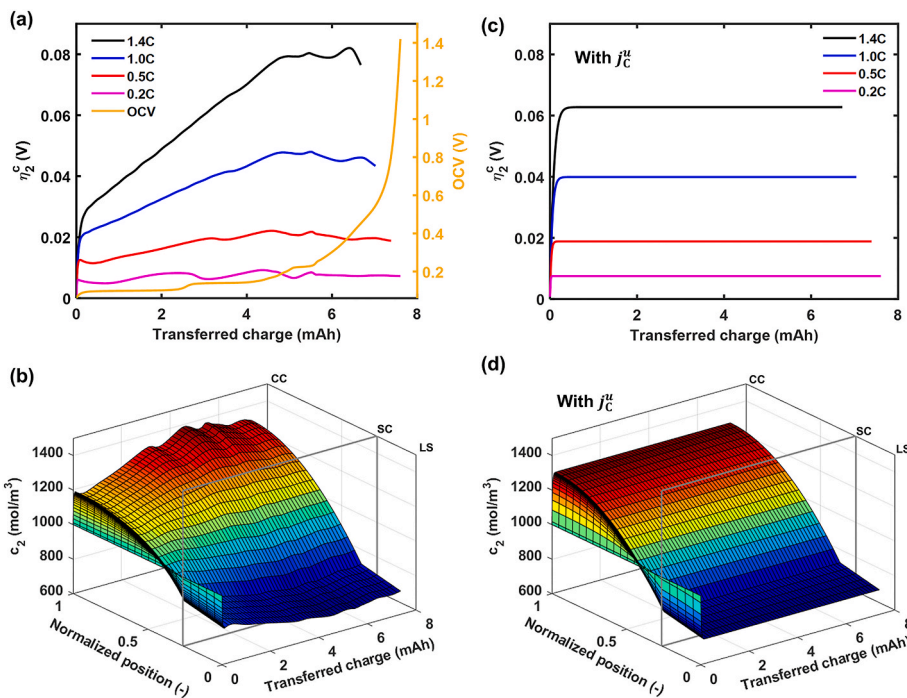 (a)
1.4C
1.0C
0.5C
0.2C
OCV
0.08
0.06
0.04
0.02
0
η₂ᶜ (V)
1.4
1.2
1
0.8
0.6
0.4
0.2
OCV (V)
0 2 4 6 8
Transferred charge (mAh)
(c)
With j_C^u
1.4C
1.0C
0.5C
0.2C
0.08
0.06
0.04
0.02
0
η₂ᶜ (V)
0 2 4 6 8
Transferred charge (mAh)
(b)
CC
SC
LS
1400
1200
1000
800
600
c₂ (mol/m³)
1
0.5
0
Normalized position (-)
0 2 4 6 8
Transferred charge (mAh)
(d)
With j_C^u
CC
SC
LS
1400
1200
1000
800
600
c₂ (mol/m³)
1
0.5
0
Normalized position (-)
0 2 4 6 8
Transferred charge (mAh)